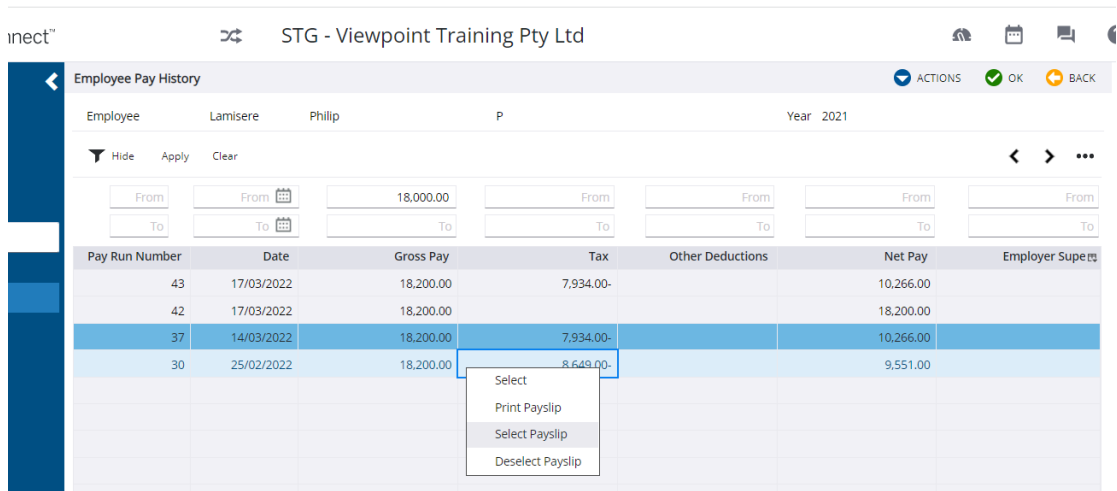 nnect™ STG - Viewpoint Training Pty Ltd
Employee Pay History ACTIONS OK BACK
Employee Lamisere Philip P Year 2021
Hide Apply Clear
From From 18,000.00 From From From From
To To To To To To To
Pay Run Number Date Gross Pay Tax Other Deductions Net Pay Employer Supe
43 17/03/2022 18,200.00 7,934.00- 10,266.00
42 17/03/2022 18,200.00 18,200.00
37 14/03/2022 18,200.00 7,934.00- 10,266.00
30 25/02/2022 18,200.00 8,649.00- 9,551.00
Select
Print Payslip
Select Payslip
Deselect Payslip